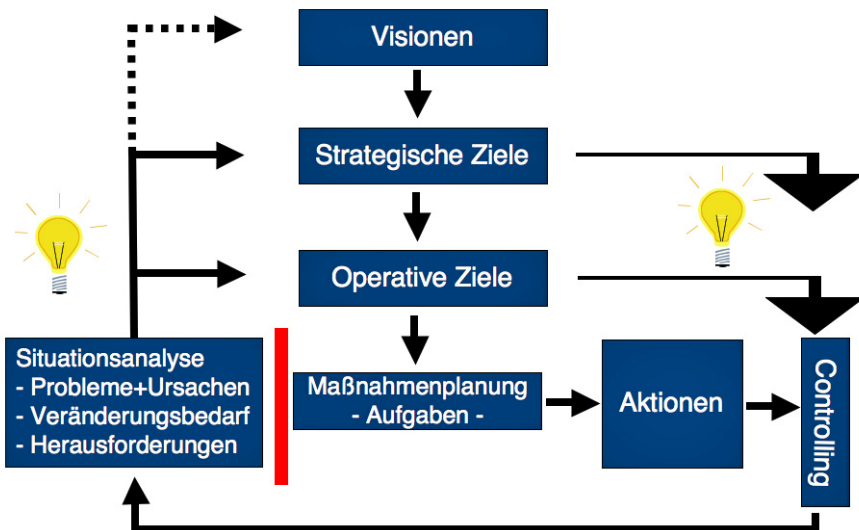 Visionen
Strategische Ziele
Operative Ziele
Situationsanalyse
- Probleme+Ursachen
- Veränderungsbedarf
- Herausforderungen
Maßnahmenplanung
- Aufgaben -
Aktionen
Controlling